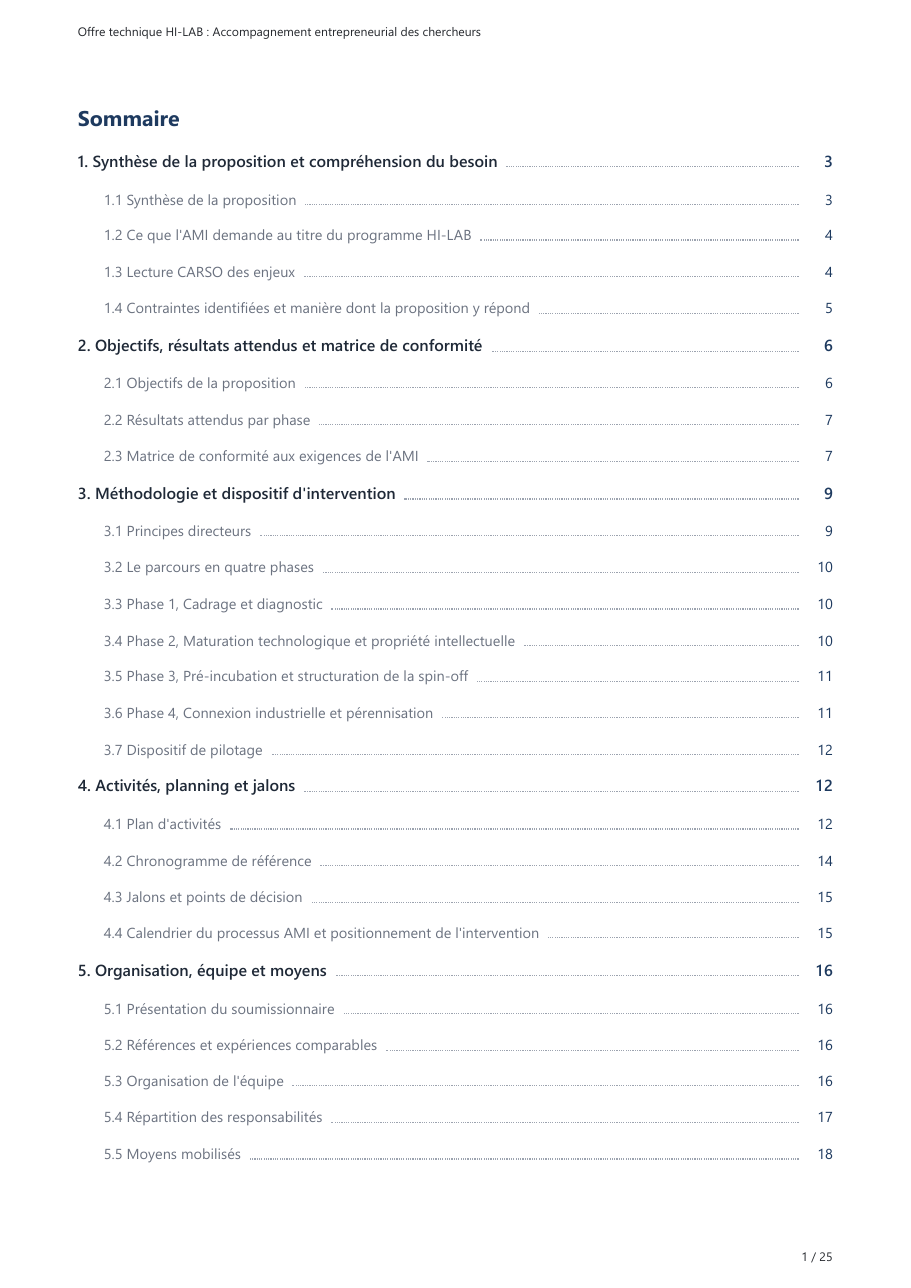 Offre technique HI-LAB : Accompagnement entrepreneurial des chercheurs
Sommaire
1. Synthèse de la proposition et compréhension du besoin 3
1.1 Synthèse de la proposition 3
1.2 Ce que l'AMI demande au titre du programme HI-LAB 4
1.3 Lecture CARSO des enjeux 4
1.4 Contraintes identifiées et manière dont la proposition y répond 5
2. Objectifs, résultats attendus et matrice de conformité 6
2.1 Objectifs de la proposition 6
2.2 Résultats attendus par phase 7
2.3 Matrice de conformité aux exigences de l'AMI 7
3. Méthodologie et dispositif d'intervention 9
3.1 Principes directeurs 9
3.2 Le parcours en quatre phases 10
3.3 Phase 1, Cadrage et diagnostic 10
3.4 Phase 2, Maturation technologique et propriété intellectuelle 10
3.5 Phase 3, Pré-incubation et structuration de la spin-off 11
3.6 Phase 4, Connexion industrielle et pérennisation 11
3.7 Dispositif de pilotage 12
4. Activités, planning et jalons 12
4.1 Plan d'activités 12
4.2 Chronogramme de référence 14
4.3 Jalons et points de décision 15
4.4 Calendrier du processus AMI et positionnement de l'intervention 15
5. Organisation, équipe et moyens 16
5.1 Présentation du soumissionnaire 16
5.2 Références et expériences comparables 16
5.3 Organisation de l'équipe 16
5.4 Répartition des responsabilités 17
5.5 Moyens mobilisés 18
1 / 25